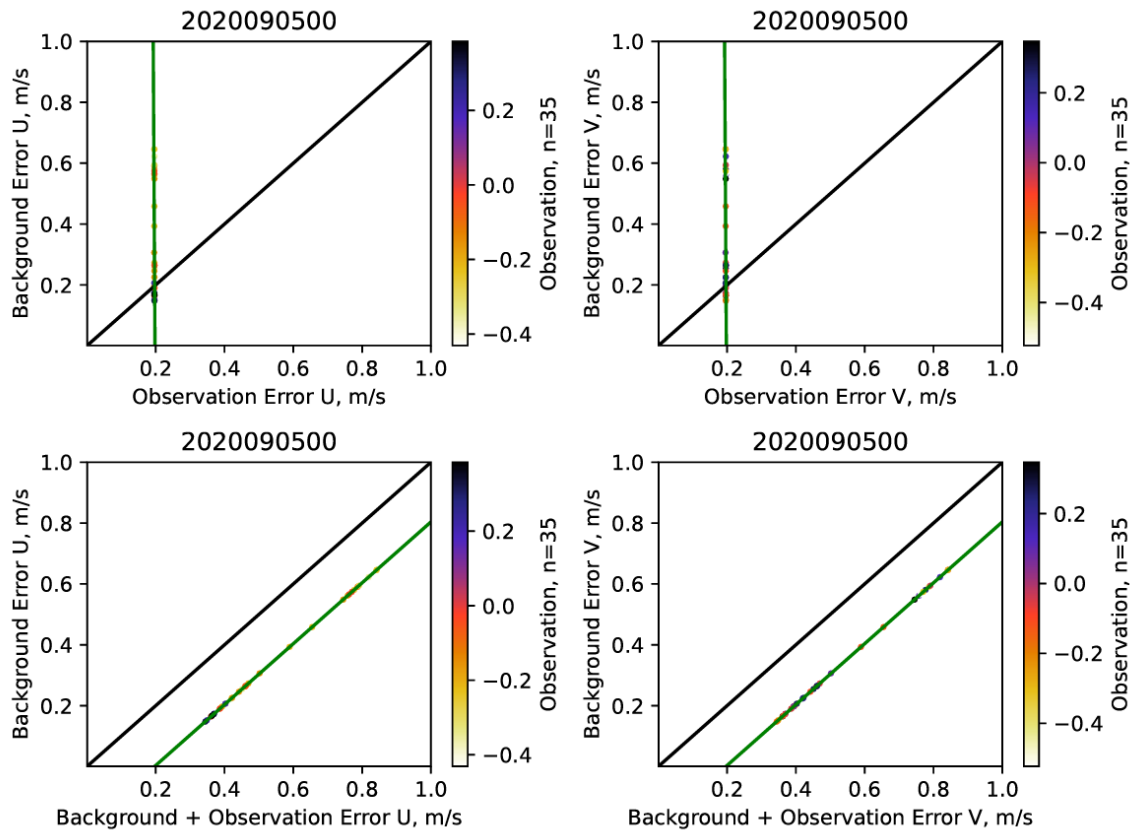 2020090500
1.0
0.8
0.6
0.4
0.2
0.2 0.4 0.6 0.8 1.0
Background Error U, m/s
Observation Error U, m/s
0.2
0.0
−0.2
−0.4
Observation, n=35
2020090500
1.0
0.8
0.6
0.4
0.2
0.2 0.4 0.6 0.8 1.0
Background Error V, m/s
Observation Error V, m/s
0.2
0.0
−0.2
−0.4
Observation, n=35
2020090500
1.0
0.8
0.6
0.4
0.2
0.2 0.4 0.6 0.8 1.0
Background Error U, m/s
Background + Observation Error U, m/s
0.2
0.0
−0.2
−0.4
Observation, n=35
2020090500
1.0
0.8
0.6
0.4
0.2
0.2 0.4 0.6 0.8 1.0
Background Error V, m/s
Background + Observation Error V, m/s
0.2
0.0
−0.2
−0.4
Observation, n=35